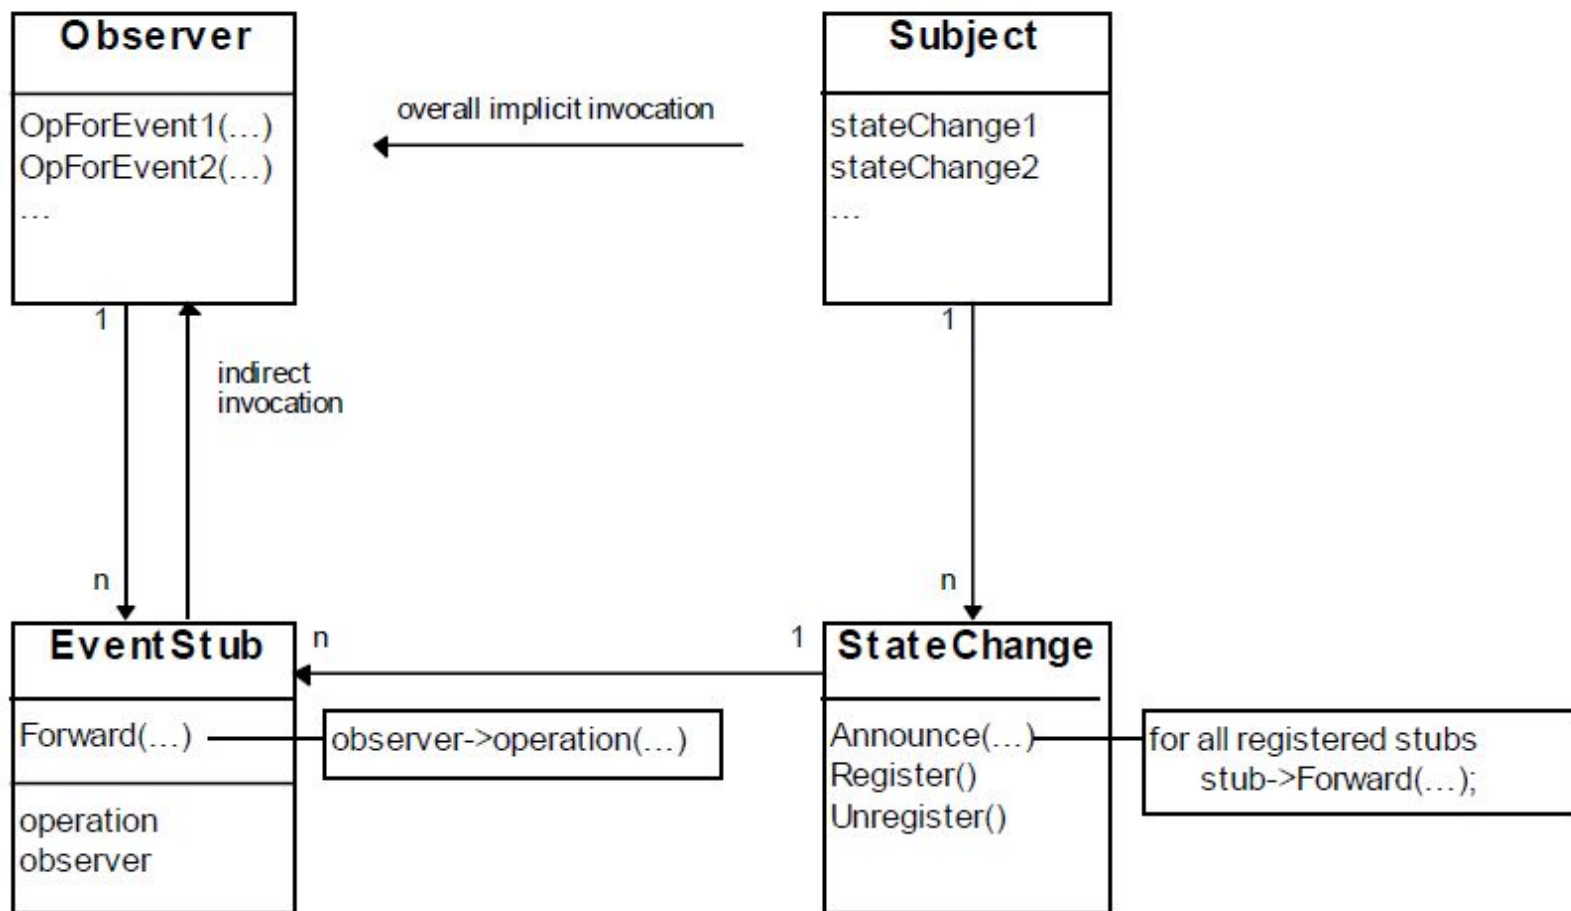 Observer
OpForEvent1(...)
OpForEvent2(...)
...
overall implicit invocation
Subject
stateChange1
stateChange2
...
1
indirect
invocation
n
1
n
EventStub
Forward(...)
operation
observer
observer->operation(...)
n
1
StateChange
Announce(...)
Register()
Unregister()
for all registered stubs
stub->Forward(...);